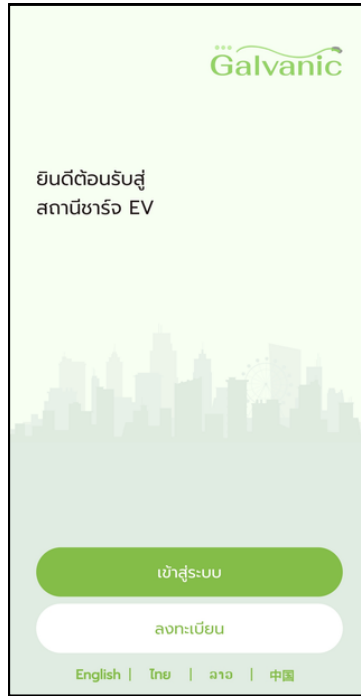 Galvanic
ยินดีต้อนรับสู่
สถานีชาร์จ EV
เข้าสู่ระบบ
ลงทะเบียน
English | ไทย | ລາວ | 中国